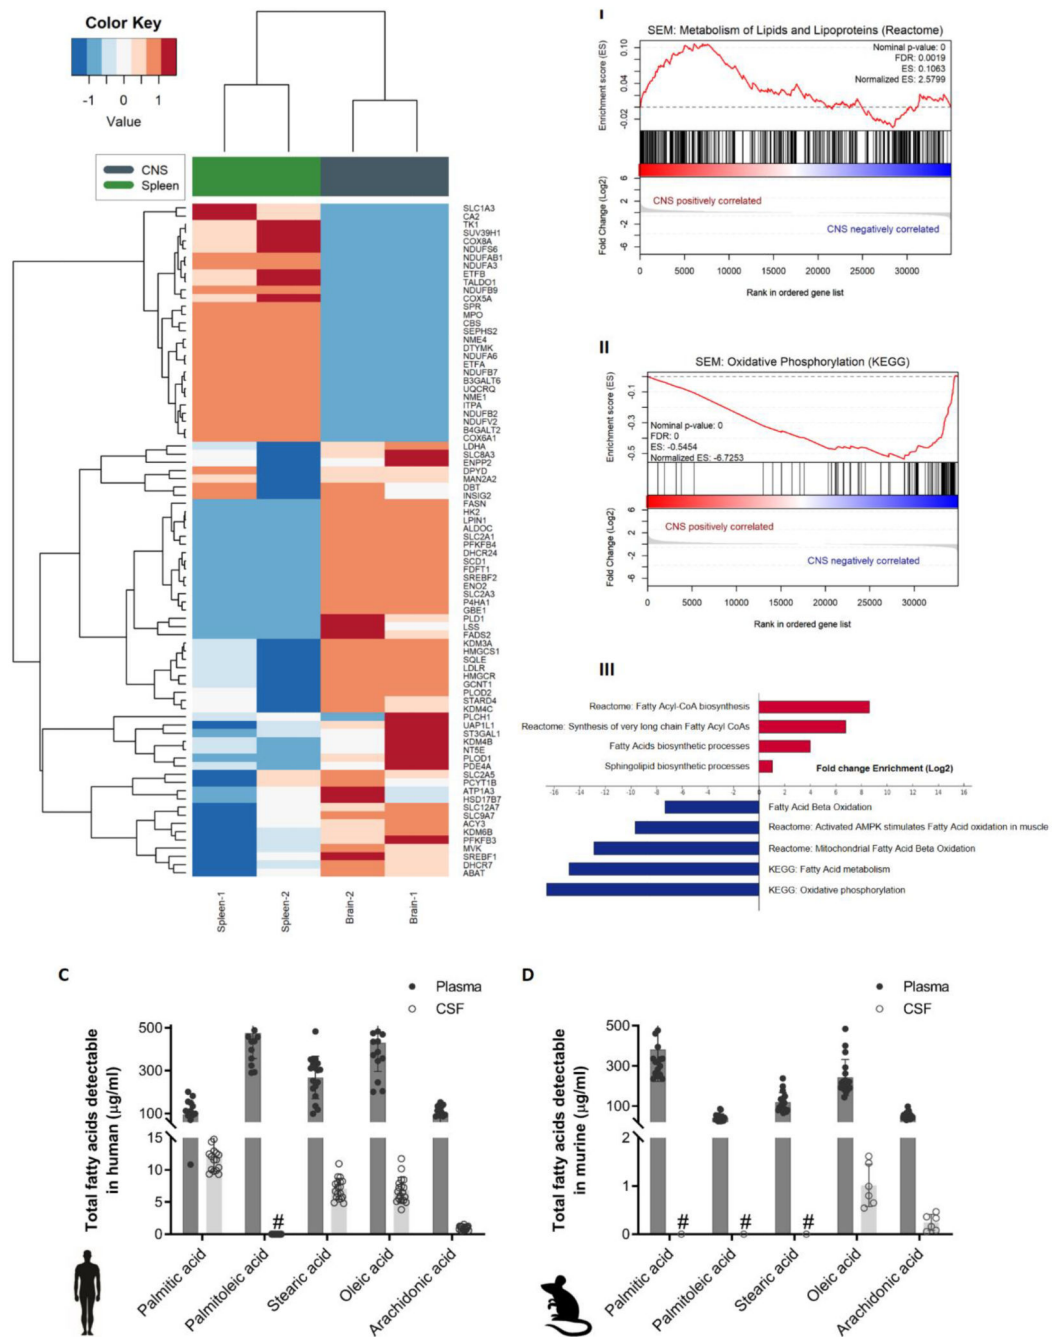 Color Key
-1 0 1
Value
CNS
Spleen
SLC1A3
CA2
TK1
SUV39H1
COX8A
NDUFS6
NDUFAB1
NDUFA3
ETFB
TALDO1
NDUFB9
COX5A
SPR
MPO
CBS
SEPHS2
NME4
DTYMK
NDUFA6
ETFA
NDUFB7
B3GALT6
UQCRQ
NME1
ITPA
NDUFB2
NDUFV2
B4GALT2
COX6A1
LDHA
SLC8A3
ENPP2
DPYD
MAN2A2
DBT
INSIG2
FASN
HK2
LPIN1
ALDOC
SLC2A1
PFKFB4
DHCR24
SCD1
FDFT1
SREBF2
ENO2
SLC2A3
P4HA1
GBE1
PLD1
LSS
FADS2
KDM3A
HMGCS1
SQLE
LDLR
HMGCR
GCNT1
PLOD2
STARD4
KDM4C
PLCH1
UAP1L1
ST3GAL1
KDM4B
NT5E
PLOD1
PDE4A
SLC2A5
PCYT1B
ATP1A3
HSD17B7
SLC12A7
SLC9A7
ACY3
KDM6B
PFKFB3
MVK
SREBF1
DHCR7
ABAT
Spleen-1
Spleen-2
Brain-2
Brain-1
I
SEM: Metabolism of Lipids and Lipoproteins (Reactome)
Nominal p-value: 0
FDR: 0.0019
ES: 0.1063
Normalized ES: 2.5799
Enrichment score (ES)
0.10
0.04
-0.02
Fold Change (Log2)
6
2
-2
-6
CNS positively correlated
CNS negatively correlated
0 5000 10000 15000 20000 25000 30000
Rank in ordered gene list
II
SEM: Oxidative Phosphorylation (KEGG)
Enrichment score (ES)
-0.1
-0.3
-0.5
Nominal p-value: 0
FDR: 0
ES: -0.5454
Normalized ES: -6.7253
Fold Change (Log2)
6
2
-2
-6
CNS positively correlated
CNS negatively correlated
0 5000 10000 15000 20000 25000 30000
Rank in ordered gene list
III
Reactome: Fatty Acyl-CoA biosynthesis
Reactome: Synthesis of very long chain Fatty Acyl CoAs
Fatty Acids biosynthetic processes
Sphingolipid biosynthetic processes
Fold change Enrichment (Log2)
-16 -14 -12 -10 -8 -6 -4 -2 0 2 4 6 8 10 12 14 16
Fatty Acid Beta Oxidation
Reactome: Activated AMPK stimulates Fatty Acid oxidation in muscle
Reactome: Mitochondrial Fatty Acid Beta Oxidation
KEGG: Fatty Acid metabolism
KEGG: Oxidative phosphorylation
C
Plasma
CSF
Total fatty acids detectable
in human (µg/ml)
500
300
100
15
10
5
0
#
Palmitic acid
Palmitoleic acid
Stearic acid
Oleic acid
Arachidonic acid
D
Plasma
CSF
Total fatty acids detectable
in murine (µg/ml)
500
300
100
2
1
0
# # #
Palmitic acid
Palmitoleic acid
Stearic acid
Oleic acid
Arachidonic acid